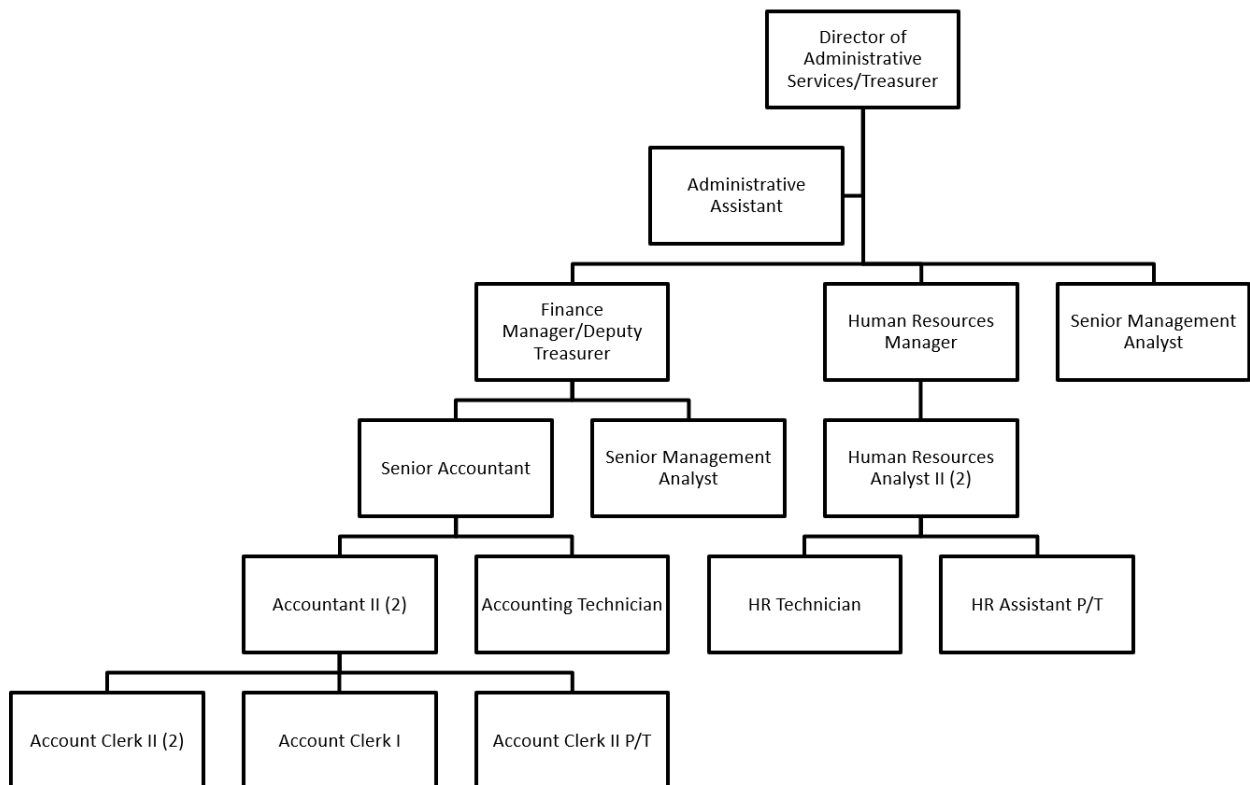 Director of
Administrative
Services/Treasurer
Administrative
Assistant
Finance
Manager/Deputy
Treasurer
Human Resources
Manager
Senior Management
Analyst
Senior Accountant
Senior Management
Analyst
Human Resources
Analyst II (2)
Accountant II (2)
Accounting Technician
HR Technician
HR Assistant P/T
Account Clerk II (2)
Account Clerk I
Account Clerk II P/T